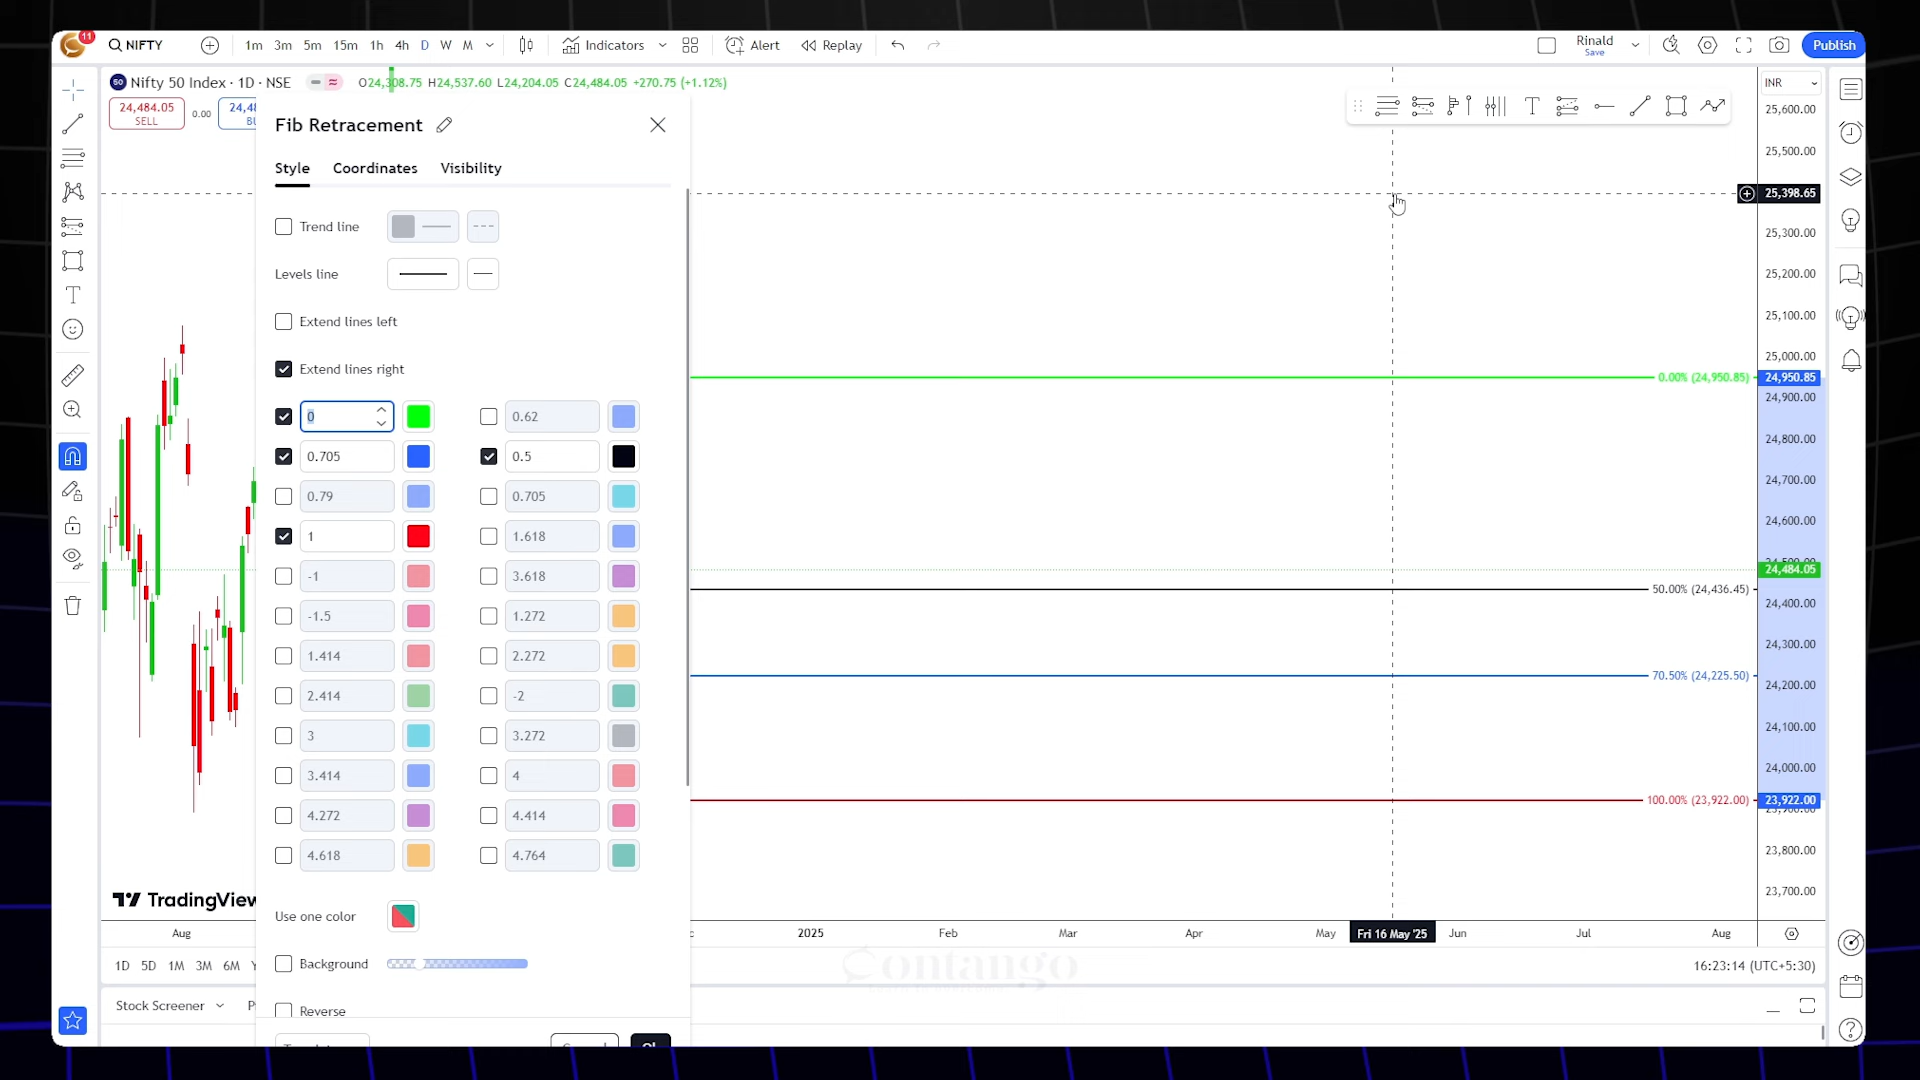 11
NIFTY
1m 3m 5m 15m 1h 4h D W M
Indicators
Alert
Replay
Rinald
Save
Publish
50 Nifty 50 Index · 1D · NSE
O24,308.75 H24,537.60 L24,204.05 C24,484.05 +270.75 (+1.12%)
INR
24,484.05
SELL
0.00
Fib Retracement
Style Coordinates Visibility
Trend line
Levels line
Extend lines left
Extend lines right
0 0.62
0.705 0.5
0.79 0.705
1 1.618
-1 3.618
-1.5 1.272
1.414 2.272
2.414 -2
3 3.272
3.414 4
4.272 4.414
4.618 4.764
Use one color
Background
Reverse
25,600.00
25,500.00
25,398.65
25,300.00
25,200.00
25,100.00
25,000.00
0.00% (24,950.85) 24,950.85
24,900.00
24,800.00
24,700.00
24,600.00
24,484.05
50.00% (24,436.45)
24,400.00
24,300.00
70.50% (24,225.50)
24,200.00
24,100.00
24,000.00
100.00% (23,922.00) 23,922.00
23,800.00
23,700.00
TradingView
Aug 2025 Feb Mar Apr May Fri 16 May '25 Jun Jul Aug
1D 5D 1M 3M 6M
16:23:14 (UTC+5:30)
Contango
Stock Screener